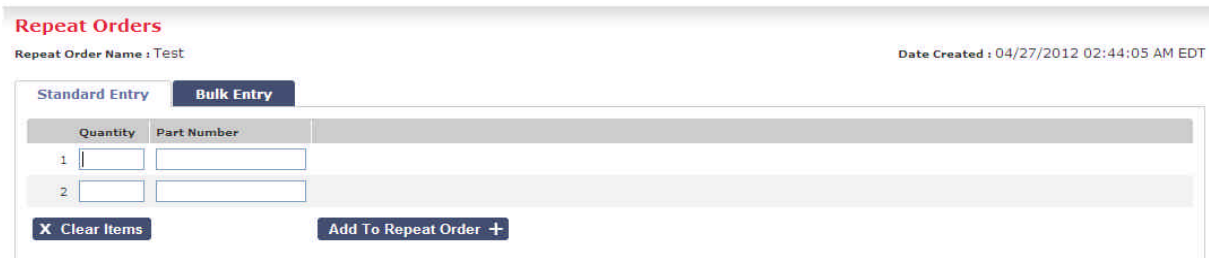 Repeat Orders
Repeat Order Name : Test Date Created : 04/27/2012 02:44:05 AM EDT
Standard Entry Bulk Entry
Quantity Part Number
1
2
X Clear Items Add To Repeat Order +